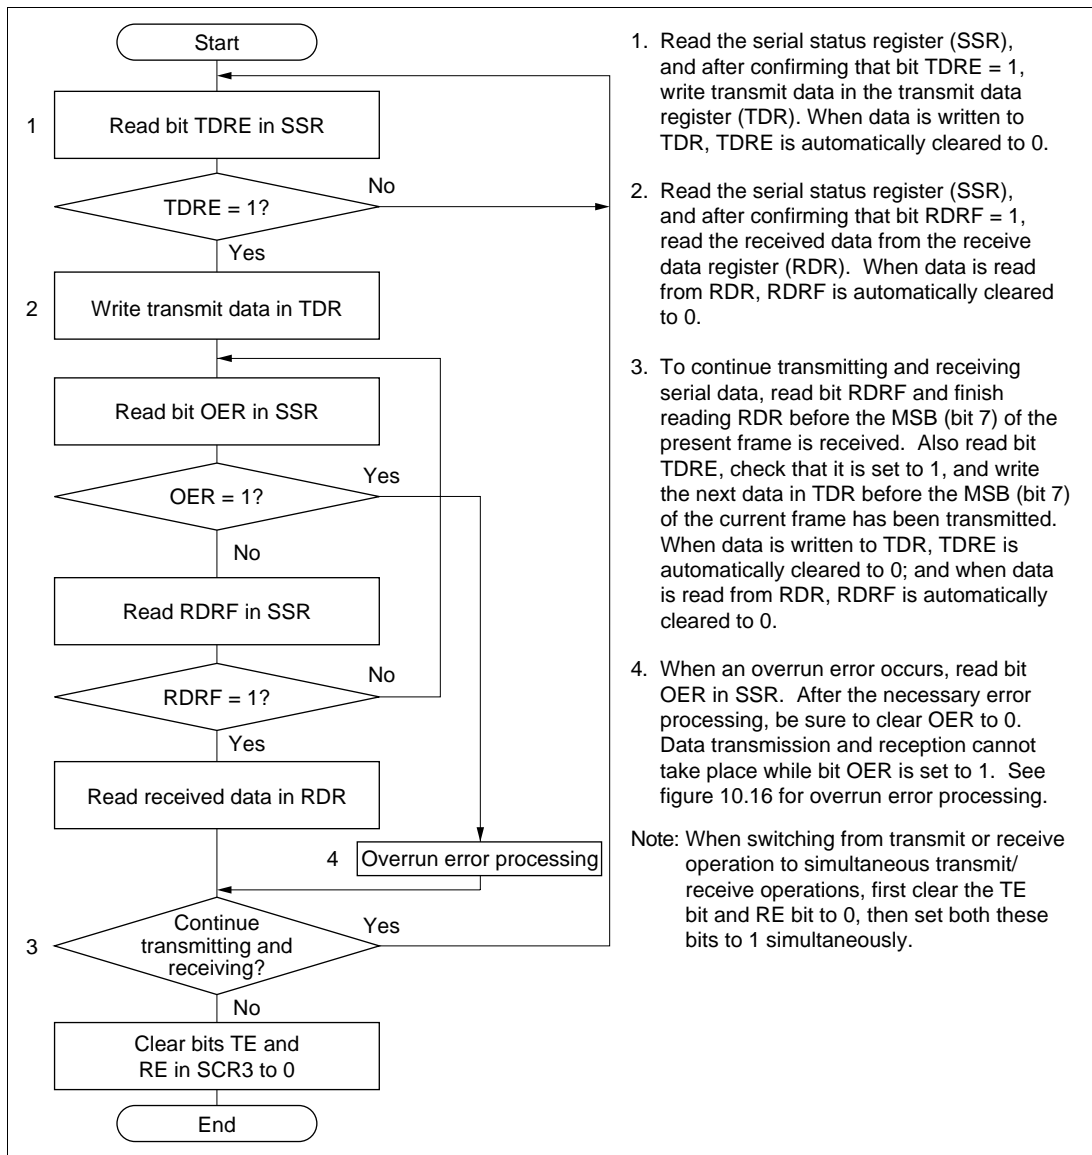 Start
1
Read bit TDRE in SSR
TDRE = 1?
No
Yes
2
Write transmit data in TDR
Read bit OER in SSR
OER = 1?
Yes
No
Read RDRF in SSR
RDRF = 1?
No
Yes
Read received data in RDR
4
Overrun error processing
3
Continue
transmitting and
receiving?
Yes
No
Clear bits TE and
RE in SCR3 to 0
End
1. Read the serial status register (SSR),
and after confirming that bit TDRE = 1,
write transmit data in the transmit data
register (TDR). When data is written to
TDR, TDRE is automatically cleared to 0.
2. Read the serial status register (SSR),
and after confirming that bit RDRF = 1,
read the received data from the receive
data register (RDR). When data is read
from RDR, RDRF is automatically cleared
to 0.
3. To continue transmitting and receiving
serial data, read bit RDRF and finish
reading RDR before the MSB (bit 7) of the
present frame is received. Also read bit
TDRE, check that it is set to 1, and write
the next data in TDR before the MSB (bit 7)
of the current frame has been transmitted.
When data is written to TDR, TDRE is
automatically cleared to 0; and when data
is read from RDR, RDRF is automatically
cleared to 0.
4. When an overrun error occurs, read bit
OER in SSR. After the necessary error
processing, be sure to clear OER to 0.
Data transmission and reception cannot
take place while bit OER is set to 1. See
figure 10.16 for overrun error processing.
Note: When switching from transmit or receive
operation to simultaneous transmit/
receive operations, first clear the TE
bit and RE bit to 0, then set both these
bits to 1 simultaneously.